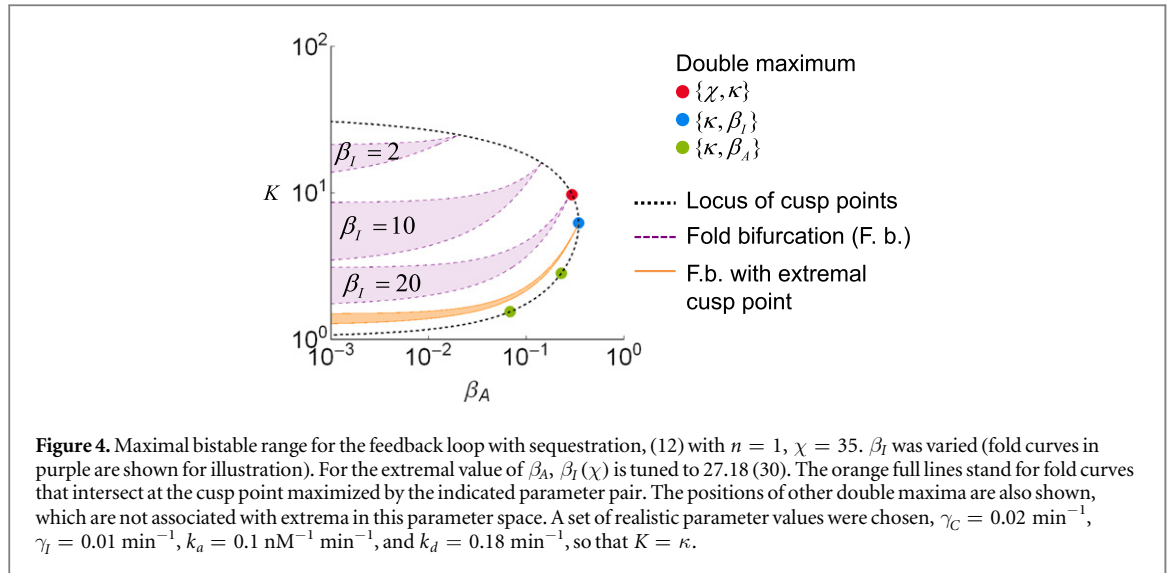 10²
K
10¹
10⁰
10⁻³
10⁻²
10⁻¹
10⁰
β_A
β_I = 2
β_I = 10
β_I = 20
Double maximum
{χ, κ}
{κ, β_I}
{κ, β_A}
Locus of cusp points
Fold bifurcation (F. b.)
F.b. with extremal
cusp point
Figure 4. Maximal bistable range for the feedback loop with sequestration, (12) with n = 1, χ = 35. β_I was varied (fold curves in
purple are shown for illustration). For the extremal value of β_A, β_I(χ) is tuned to 27.18 (30). The orange full lines stand for fold curves
that intersect at the cusp point maximized by the indicated parameter pair. The positions of other double maxima are also shown,
which are not associated with extrema in this parameter space. A set of realistic parameter values were chosen, γ_C = 0.02 min⁻¹,
γ_I = 0.01 min⁻¹, k_a = 0.1 nM⁻¹ min⁻¹, and k_d = 0.18 min⁻¹, so that K = κ.